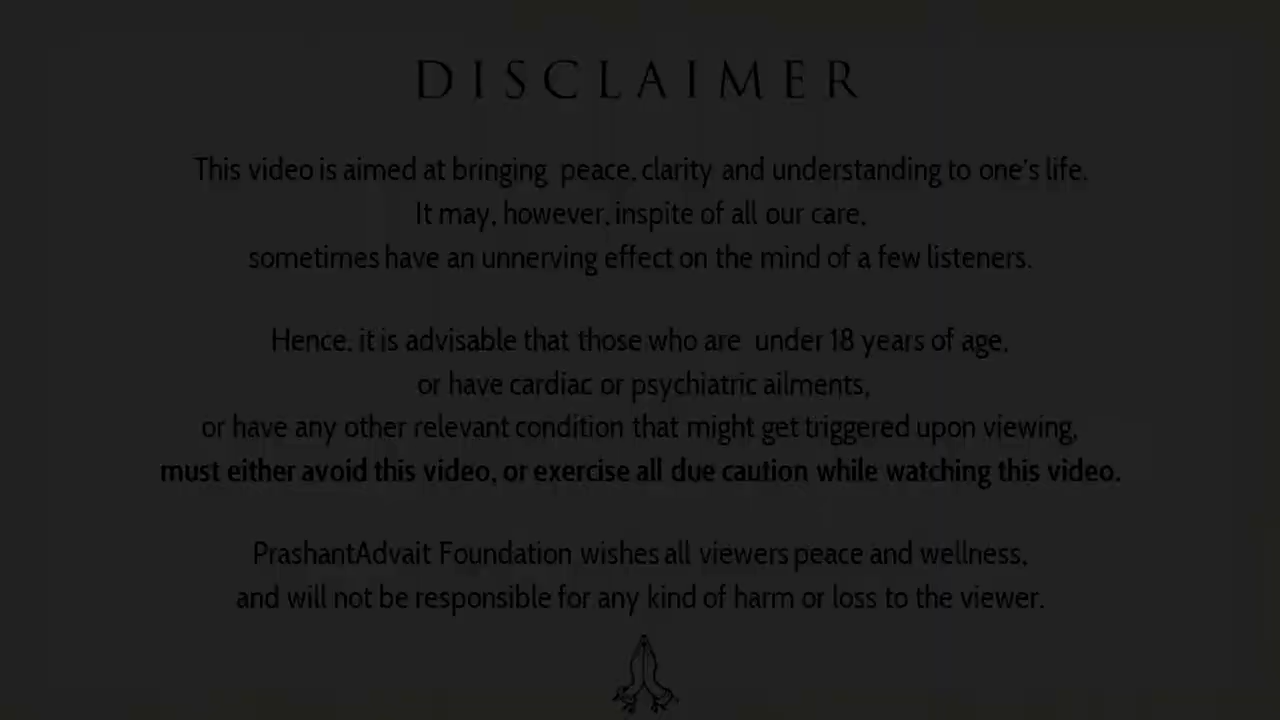 DISCLAIMER
This video is aimed at bringing peace, clarity and understanding to one's life.
It may, however, inspite of all our care,
sometimes have an unnerving effect on the mind of a few listeners.
Hence, it is advisable that those who are under 18 years of age,
or have cardiac or psychiatric ailments,
or have any other relevant condition that might get triggered upon viewing,
must either avoid this video, or exercise all due caution while watching this video.
PrashantAdvait Foundation wishes all viewers peace and wellness,
and will not be responsible for any kind of harm or loss to the viewer.